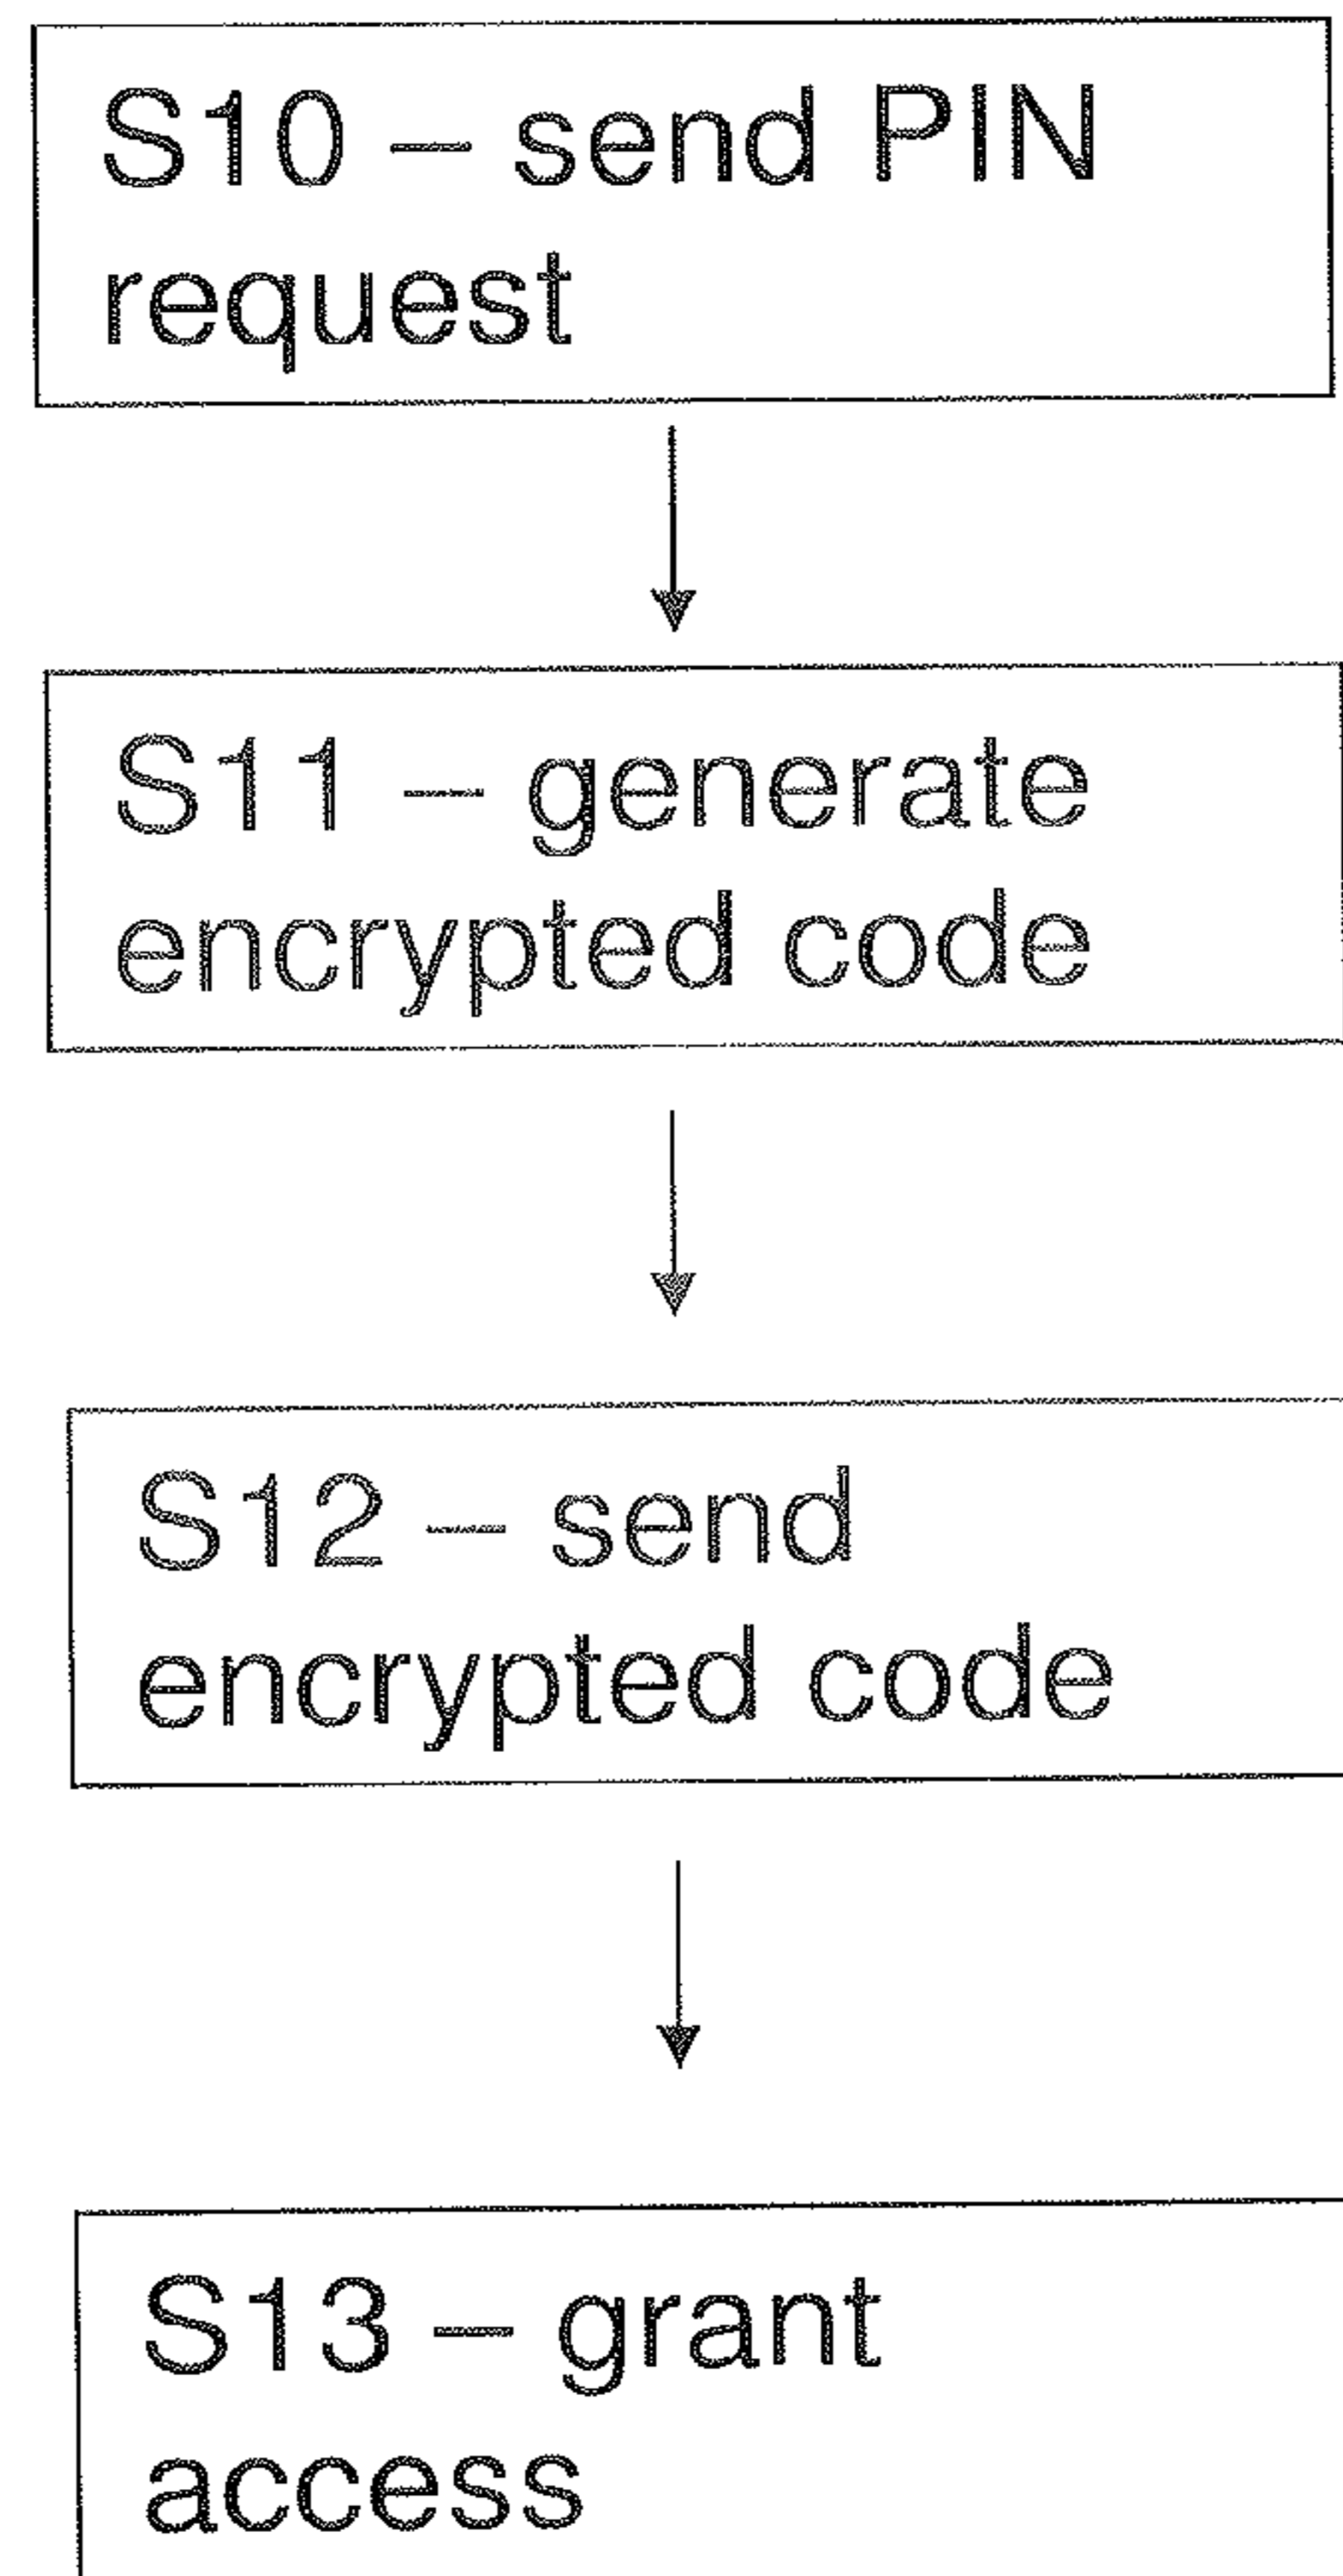 S10 – send PIN
request
S11 – generate
encrypted code
S12 – send
encrypted code
S13 – grant
access